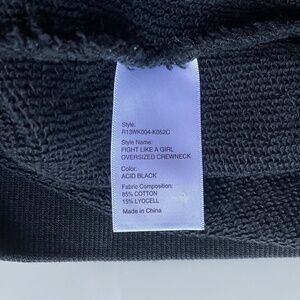 Style:
R13WK004-K052C
Style Name:
FIGHT LIKE A GIRL
OVERSIZED CREWNECK
Color:
ACID BLACK
Fabric Composition:
85% COTTON
15% LYOCELL
Made in China